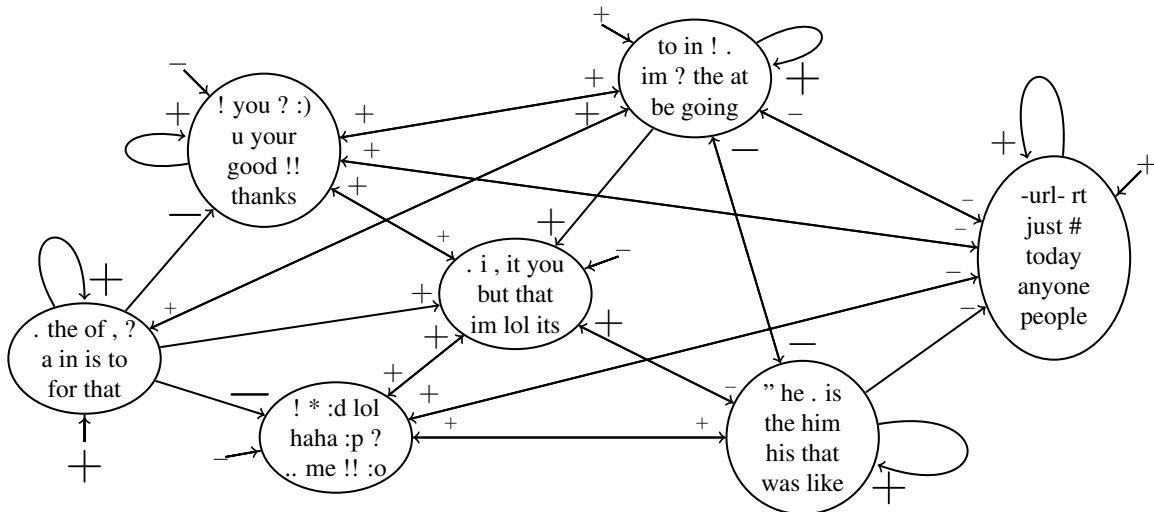 to in ! .
im ? the at
be going
! you ? :)
u your
good !!
thanks
-url- rt
just #
today
anyone
people
. i , it you
but that
im lol its
. the of , ?
a in is to
for that
! * :d lol
haha :p ?
.. me !! :o
” he . is
the him
his that
was like
+
+
−
+
+
+
+
+
−
−
+
+
+
+
−
+
+
−
−
−
+
+
−
+
+
+
−
+
+
−
−
−
+
+
−
+
+
−
+
+